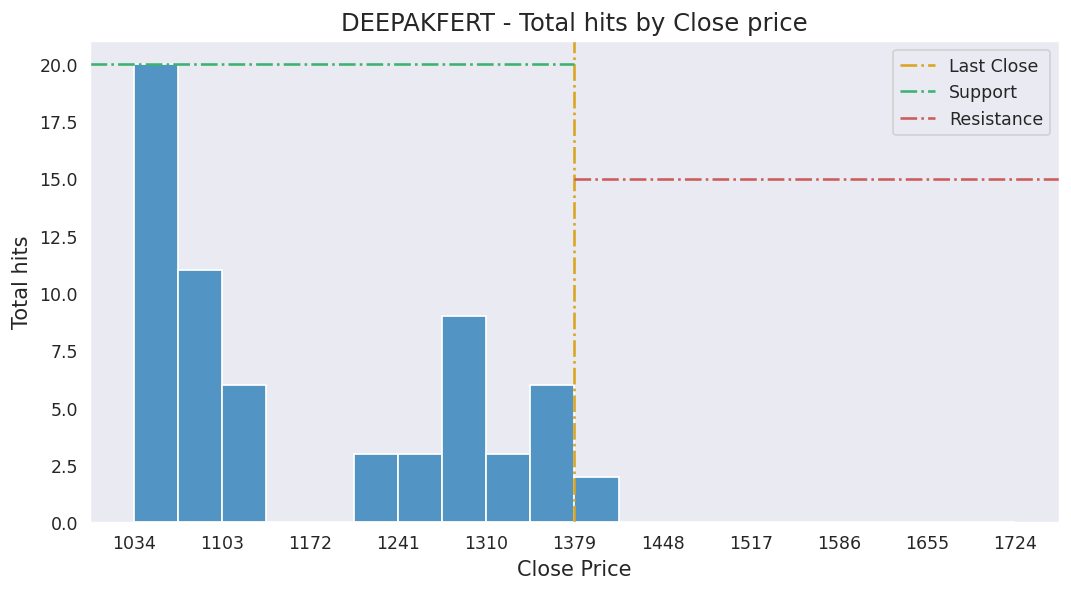 DEEPAKFERT - Total hits by Close price
Last Close
Support
Resistance
Total hits
20.0
17.5
15.0
12.5
10.0
7.5
5.0
2.5
0.0
1034 1103 1172 1241 1310 1379 1448 1517 1586 1655 1724
Close Price